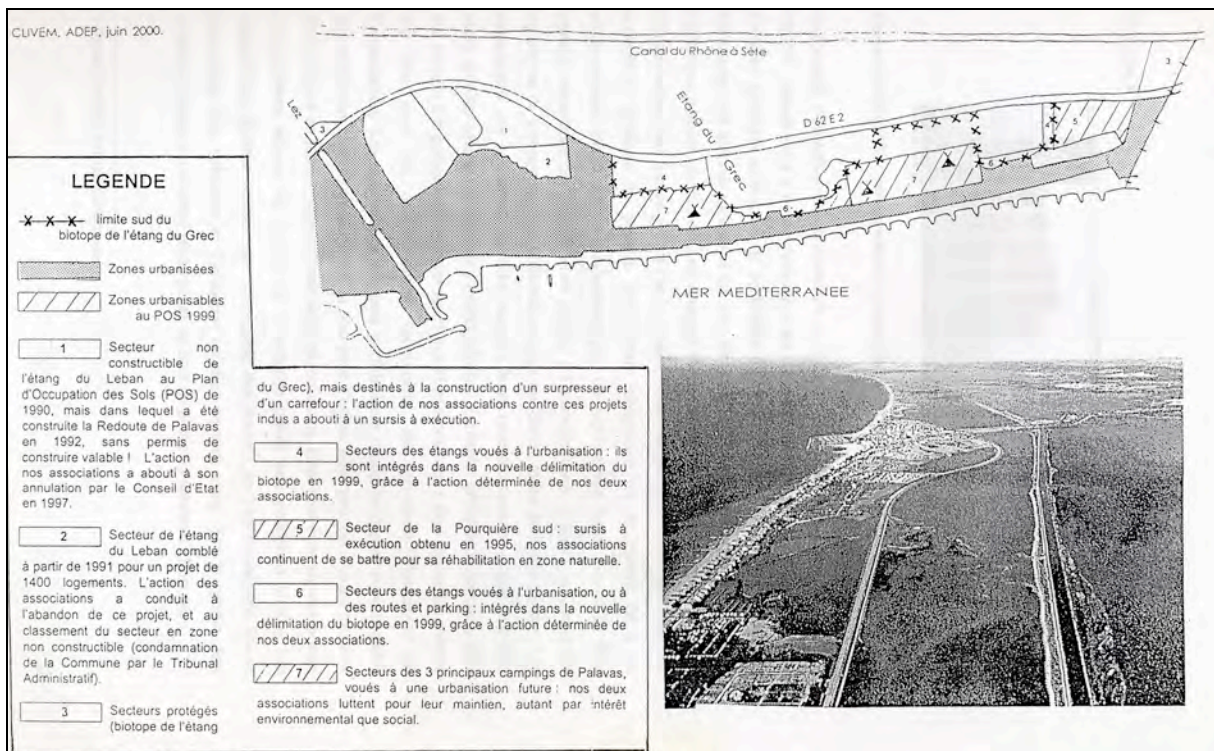 CLIVEM, ADEP, juin 2000.
Canal du Rhône à Sète
3
Lez
3
1
2
Etang du
Grec
D 62 E 2
4
5
4
6
7
7
6
MER MEDITERRANEE
LEGENDE
limite sud du
biotope de l'étang du Grec
Zones urbanisées
Zones urbanisables
au POS 1999
1 Secteur non
constructible de
l'étang du Leban au Plan
d'Occupation des Sols (POS) de
1990, mais dans lequel a été
construite la Redoute de Palavas
en 1992, sans permis de
construire valable ! L'action de
nos associations a abouti à son
annulation par le Conseil d'Etat
en 1997.
2 Secteur de l'étang
du Leban comblé
à partir de 1991 pour un projet de
1400 logements. L'action des
associations a conduit à
l'abandon de ce projet, et au
classement du secteur en zone
non constructible (condamnation
de la Commune par le Tribunal
Administratif).
3 Secteurs protégés
(biotope de l'étang
du Grec), mais destinés à la construction d'un surpresseur et
d'un carrefour : l'action de nos associations contre ces projets
indus a abouti à un sursis à exécution.
4 Secteurs des étangs voués à l'urbanisation : ils
sont intégrés dans la nouvelle délimitation du
biotope en 1999, grâce à l'action déterminée de nos deux
associations.
5 Secteur de la Pourquière sud : sursis à
exécution obtenu en 1995, nos associations
continuent de se battre pour sa réhabilitation en zone naturelle.
6 Secteurs des étangs voués à l'urbanisation, ou à
des routes et parking : intégrés dans la nouvelle
délimitation du biotope en 1999, grâce à l'action déterminée de
nos deux associations.
7 Secteurs des 3 principaux campings de Palavas,
voués à une urbanisation future : nos deux
associations luttent pour leur maintien, autant par intérêt
environnemental que social.